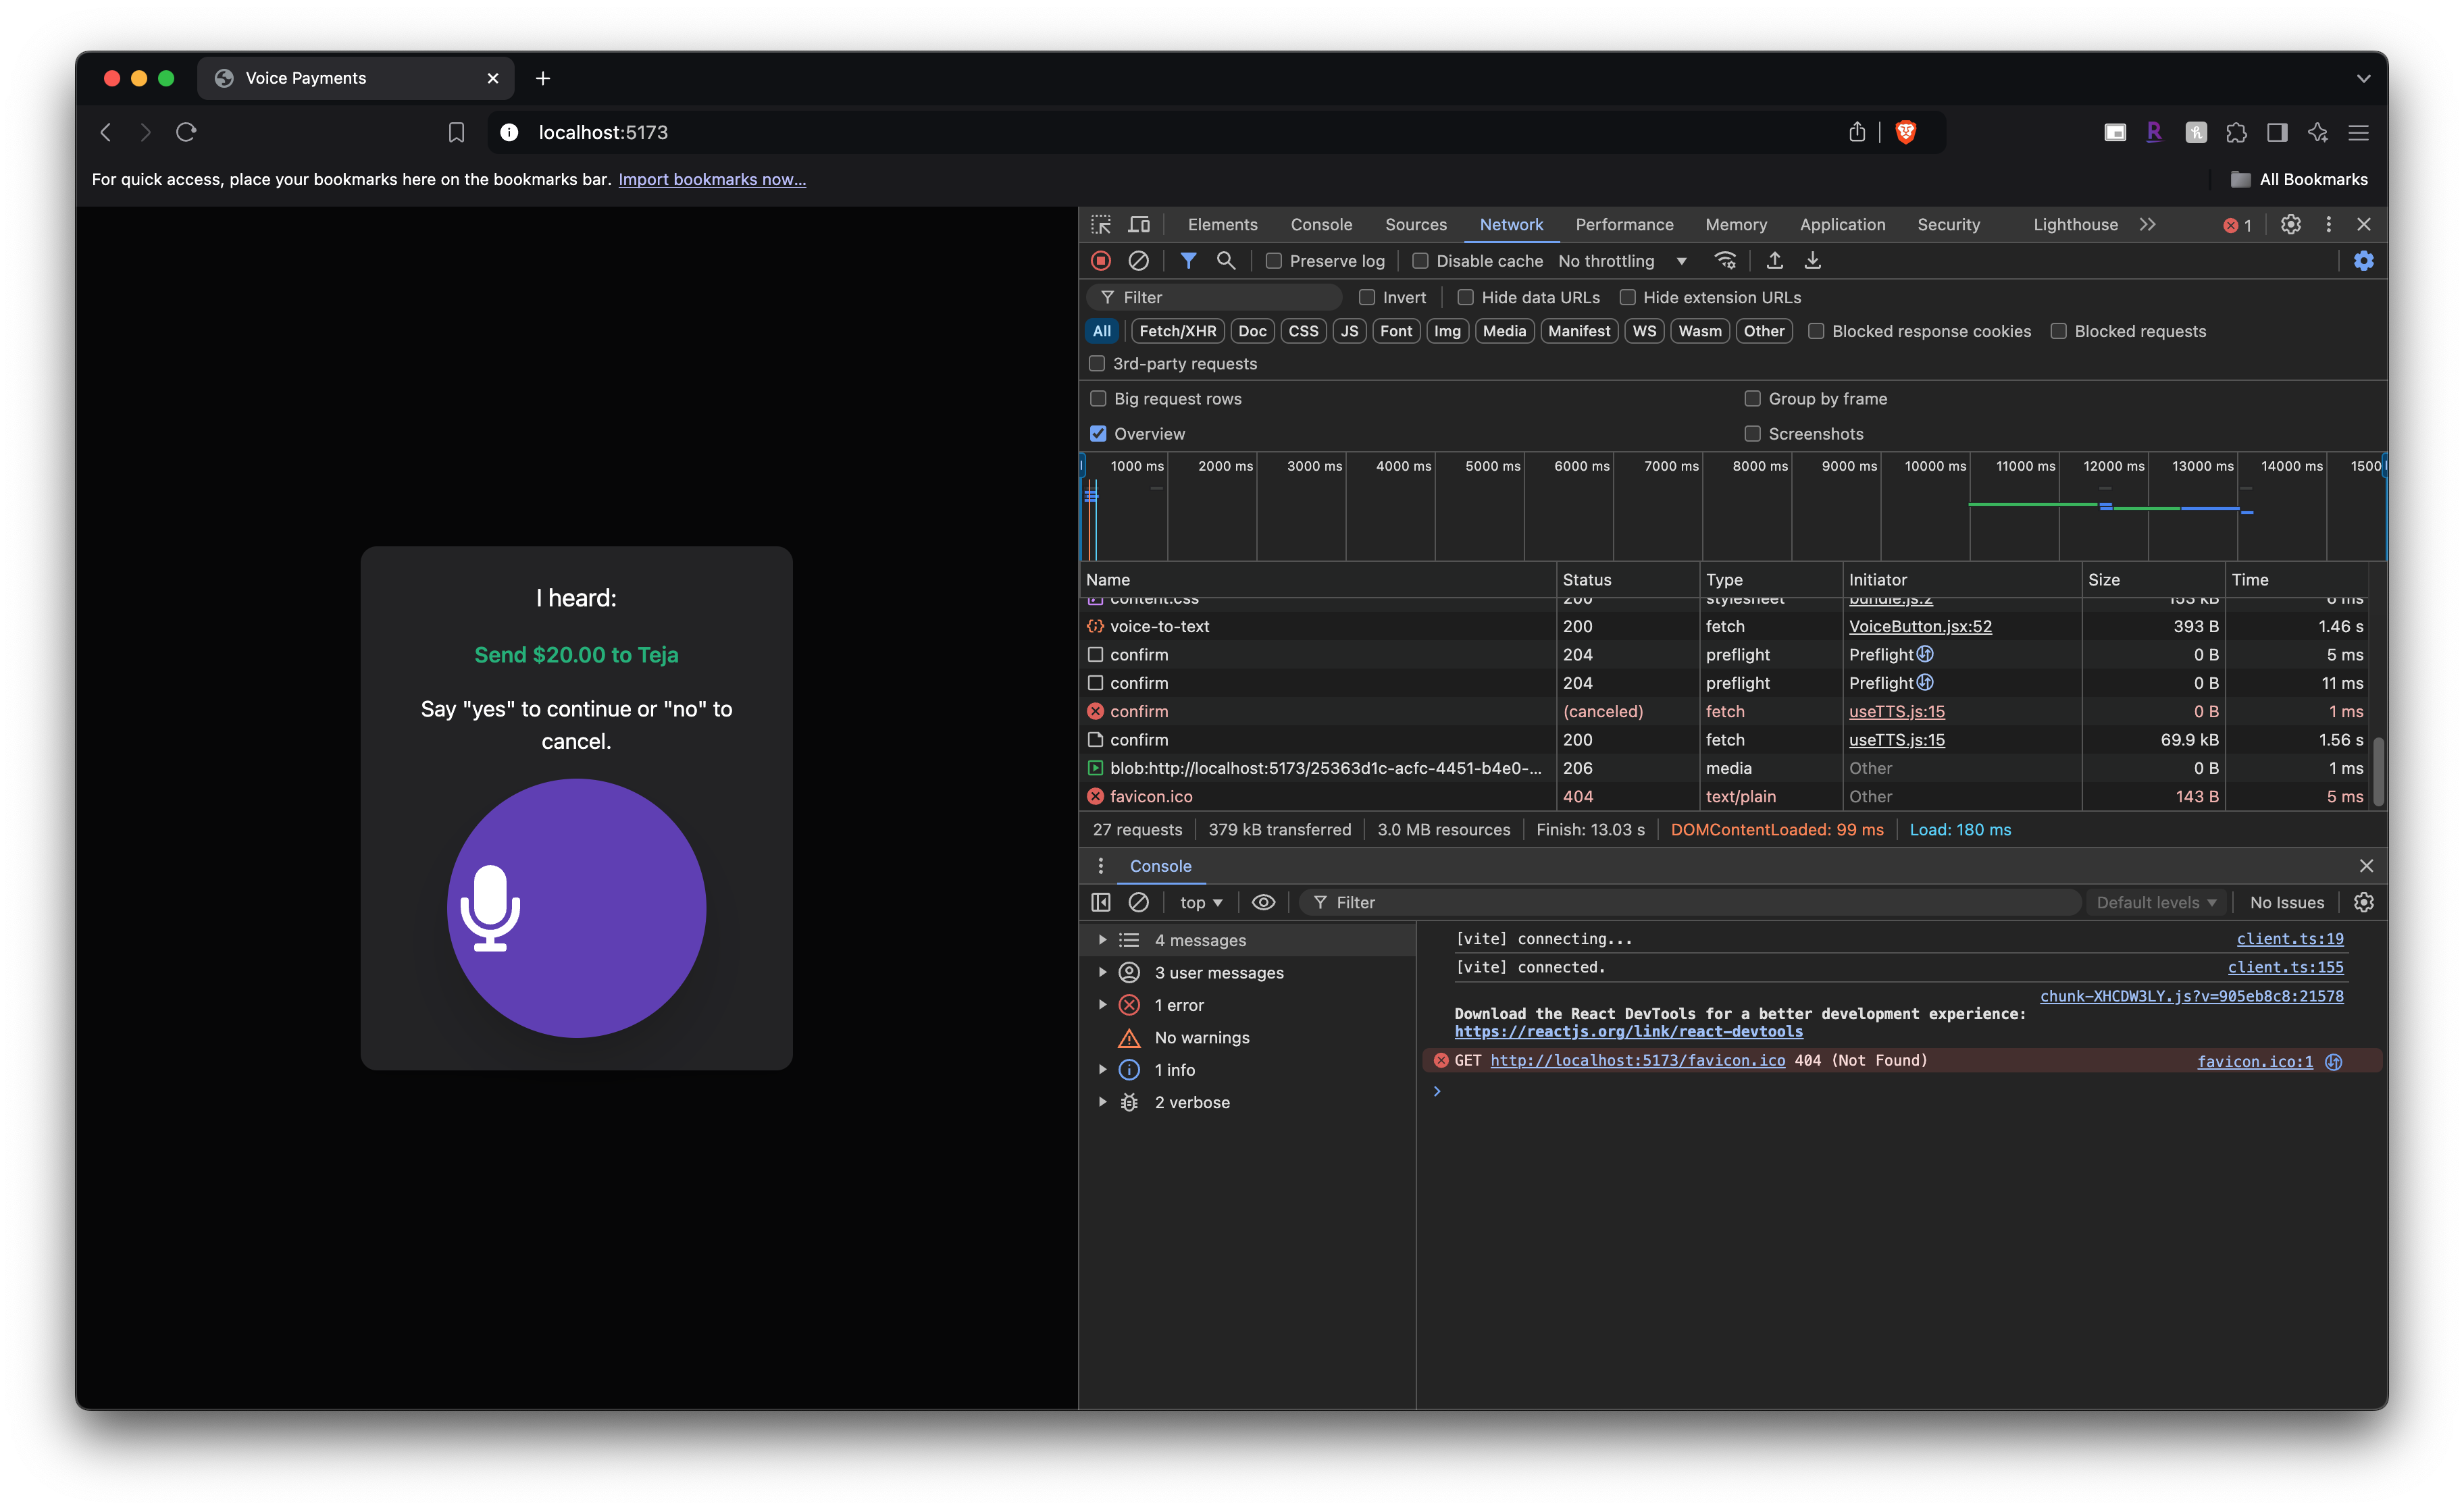 Voice Payments
localhost:5173
For quick access, place your bookmarks here on the bookmarks bar. Import bookmarks now...
All Bookmarks
I heard:
Send $20.00 to Teja
Say "yes" to continue or "no" to
cancel.
Elements Console Sources Network Performance Memory Application Security Lighthouse 1
Preserve log Disable cache No throttling
Filter Invert Hide data URLs Hide extension URLs
All Fetch/XHR Doc CSS JS Font Img Media Manifest WS Wasm Other Blocked response cookies Blocked requests
3rd-party requests
Big request rows Group by frame
Overview Screenshots
1000 ms 2000 ms 3000 ms 4000 ms 5000 ms 6000 ms 7000 ms 8000 ms 9000 ms 10000 ms 11000 ms 12000 ms 13000 ms 14000 ms 1500
Name Status Type Initiator Size Time
content.css 200 stylesheet bundle.js:2 153 kB 6 ms
voice-to-text 200 fetch VoiceButton.jsx:52 393 B 1.46 s
confirm 204 preflight Preflight 0 B 5 ms
confirm 204 preflight Preflight 0 B 11 ms
confirm (canceled) fetch useTTS.js:15 0 B 1 ms
confirm 200 fetch useTTS.js:15 69.9 kB 1.56 s
blob:http://localhost:5173/25363d1c-acfc-4451-b4e0-... 206 media Other 0 B 1 ms
favicon.ico 404 text/plain Other 143 B 5 ms
27 requests 379 kB transferred 3.0 MB resources Finish: 13.03 s DOMContentLoaded: 99 ms Load: 180 ms
Console
top Filter Default levels No Issues
4 messages
3 user messages
1 error
No warnings
1 info
2 verbose
[vite] connecting... client.ts:19
[vite] connected. client.ts:155
chunk-XHCDW3LY.js?v=905eb8c8:21578
Download the React DevTools for a better development experience:
https://reactjs.org/link/react-devtools
GET http://localhost:5173/favicon.ico 404 (Not Found) favicon.ico:1